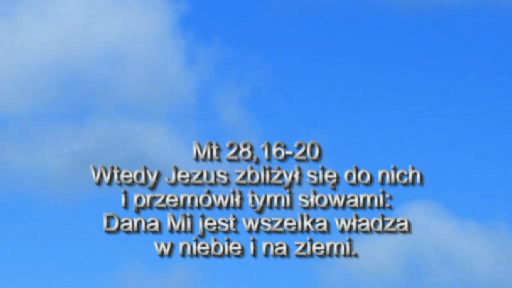 Mt 28,16-20
Wtedy Jezus zbliżył się do nich
i przemówił tymi słowami:
Dana Mi jest wszelka władza
w niebie i na ziemi.